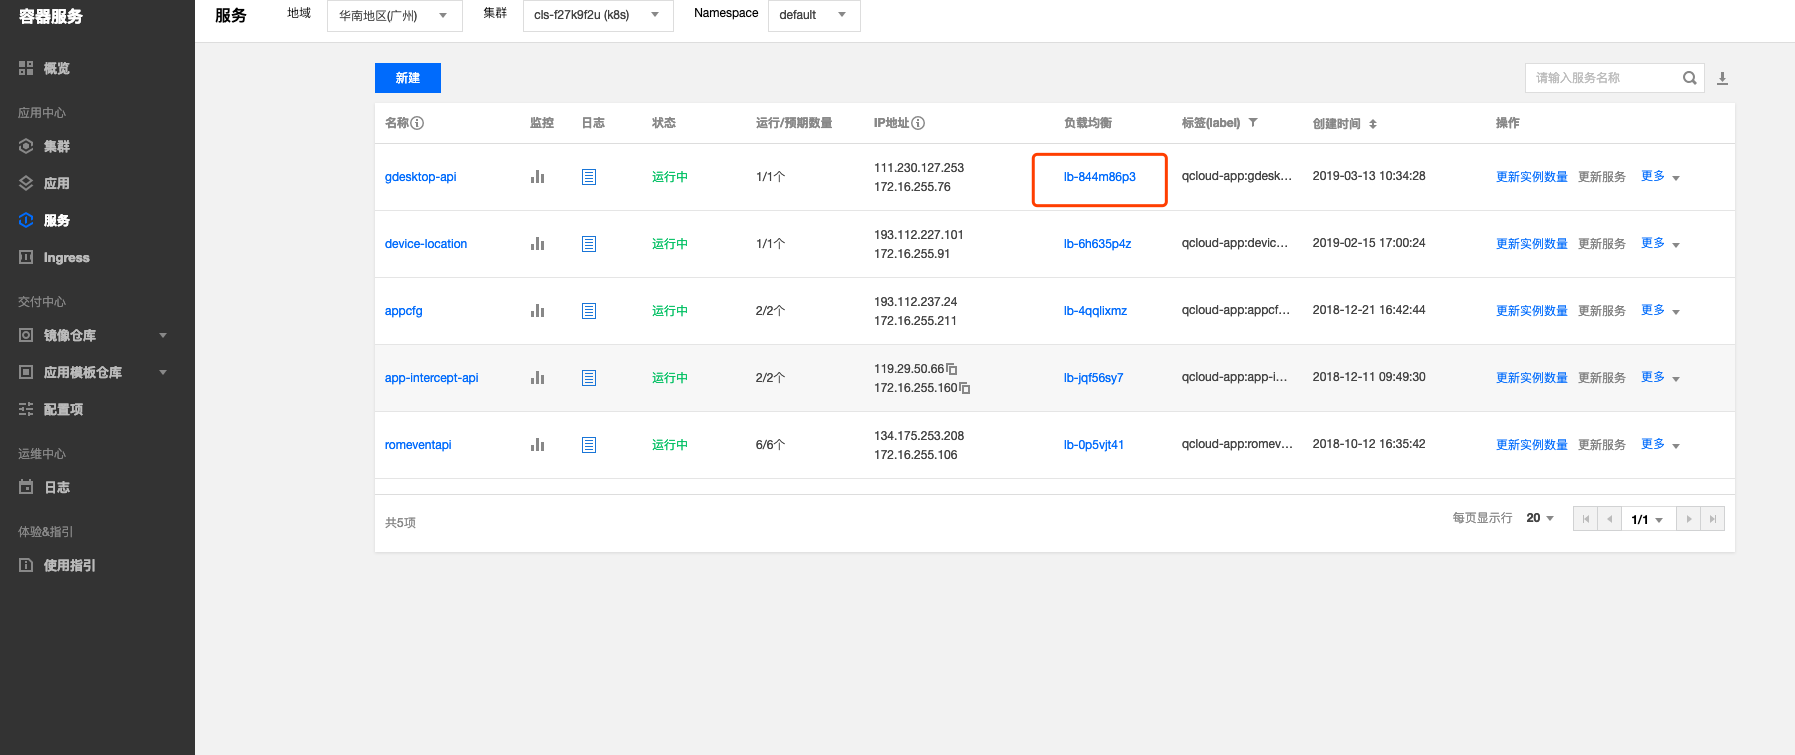 容器服务
概览
应用中心
集群
应用
服务
Ingress
交付中心
镜像仓库
应用模板仓库
配置项
运维中心
日志
体验&指引
使用指引
服务 地域 华南地区(广州) 集群 cls-f27k9f2u (k8s) Namespace default
新建 请输入服务名称
名称 监控 日志 状态 运行/预期数量 IP地址 负载均衡 标签(label) 创建时间 操作
gdesktop-api 运行中 1/1个 111.230.127.253 lb-844m86p3 qcloud-app:gdesk... 2019-03-13 10:34:28 更新实例数量 更新服务 更多
172.16.255.76
device-location 运行中 1/1个 193.112.227.101 lb-6h635p4z qcloud-app:devic... 2019-02-15 17:00:24 更新实例数量 更新服务 更多
172.16.255.91
appcfg 运行中 2/2个 193.112.237.24 lb-4qqlixmz qcloud-app:appcf... 2018-12-21 16:42:44 更新实例数量 更新服务 更多
172.16.255.211
app-intercept-api 运行中 2/2个 119.29.50.66 lb-jqf56sy7 qcloud-app:app-i... 2018-12-11 09:49:30 更新实例数量 更新服务 更多
172.16.255.160
romeventapi 运行中 6/6个 134.175.253.208 lb-0p5vjt41 qcloud-app:romev... 2018-10-12 16:35:42 更新实例数量 更新服务 更多
172.16.255.106
共5项 每页显示行 20 1/1